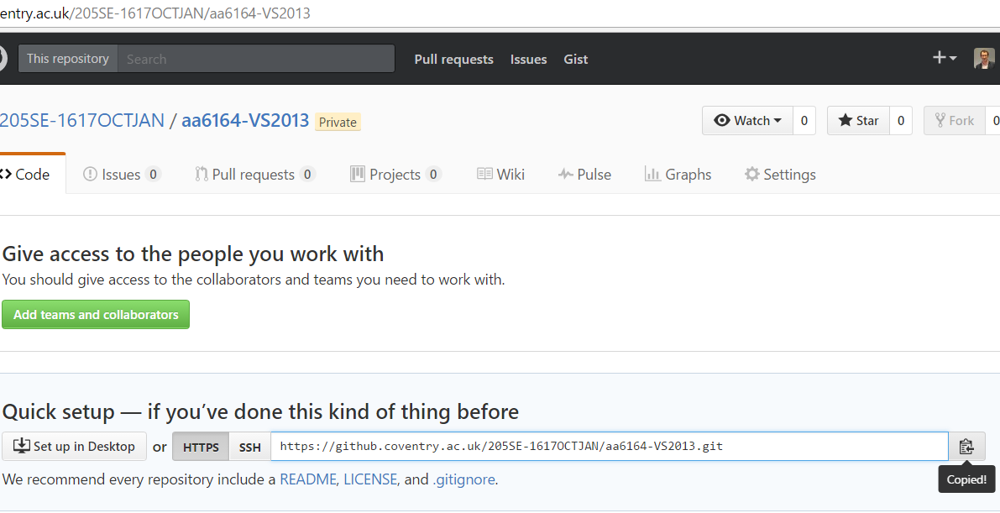 entry.ac.uk/205SE-1617OCTJAN/aa6164-VS2013
This repository Search Pull requests Issues Gist
205SE-1617OCTJAN / aa6164-VS2013 Private Watch 0 Star 0 Fork 0
Code Issues 0 Pull requests 0 Projects 0 Wiki Pulse Graphs Settings
Give access to the people you work with
You should give access to the collaborators and teams you need to work with.
Add teams and collaborators
Quick setup — if you’ve done this kind of thing before
Set up in Desktop or HTTPS SSH https://github.coventry.ac.uk/205SE-1617OCTJAN/aa6164-VS2013.git
We recommend every repository include a README, LICENSE, and .gitignore.
Copied!